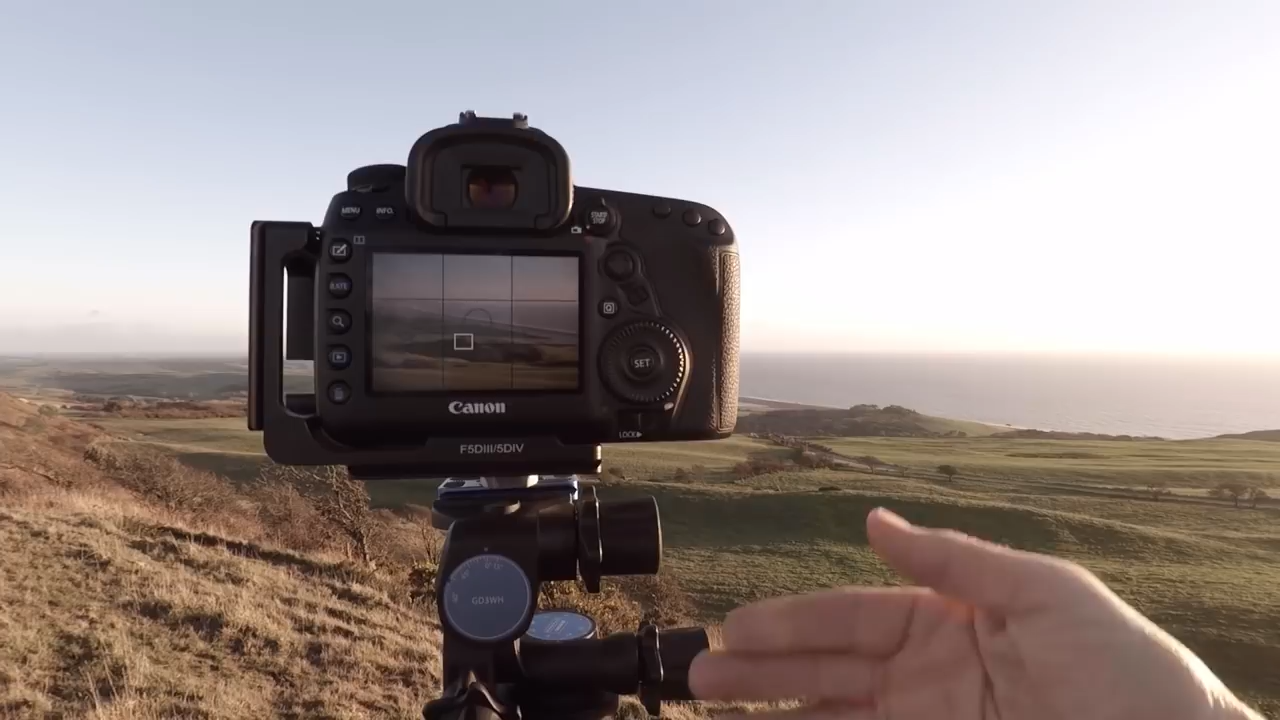 MENU
INFO.
START/
STOP
RATE
Q
SET
Canon
LOCK▶
F5DIII/5DIV
GD3WH